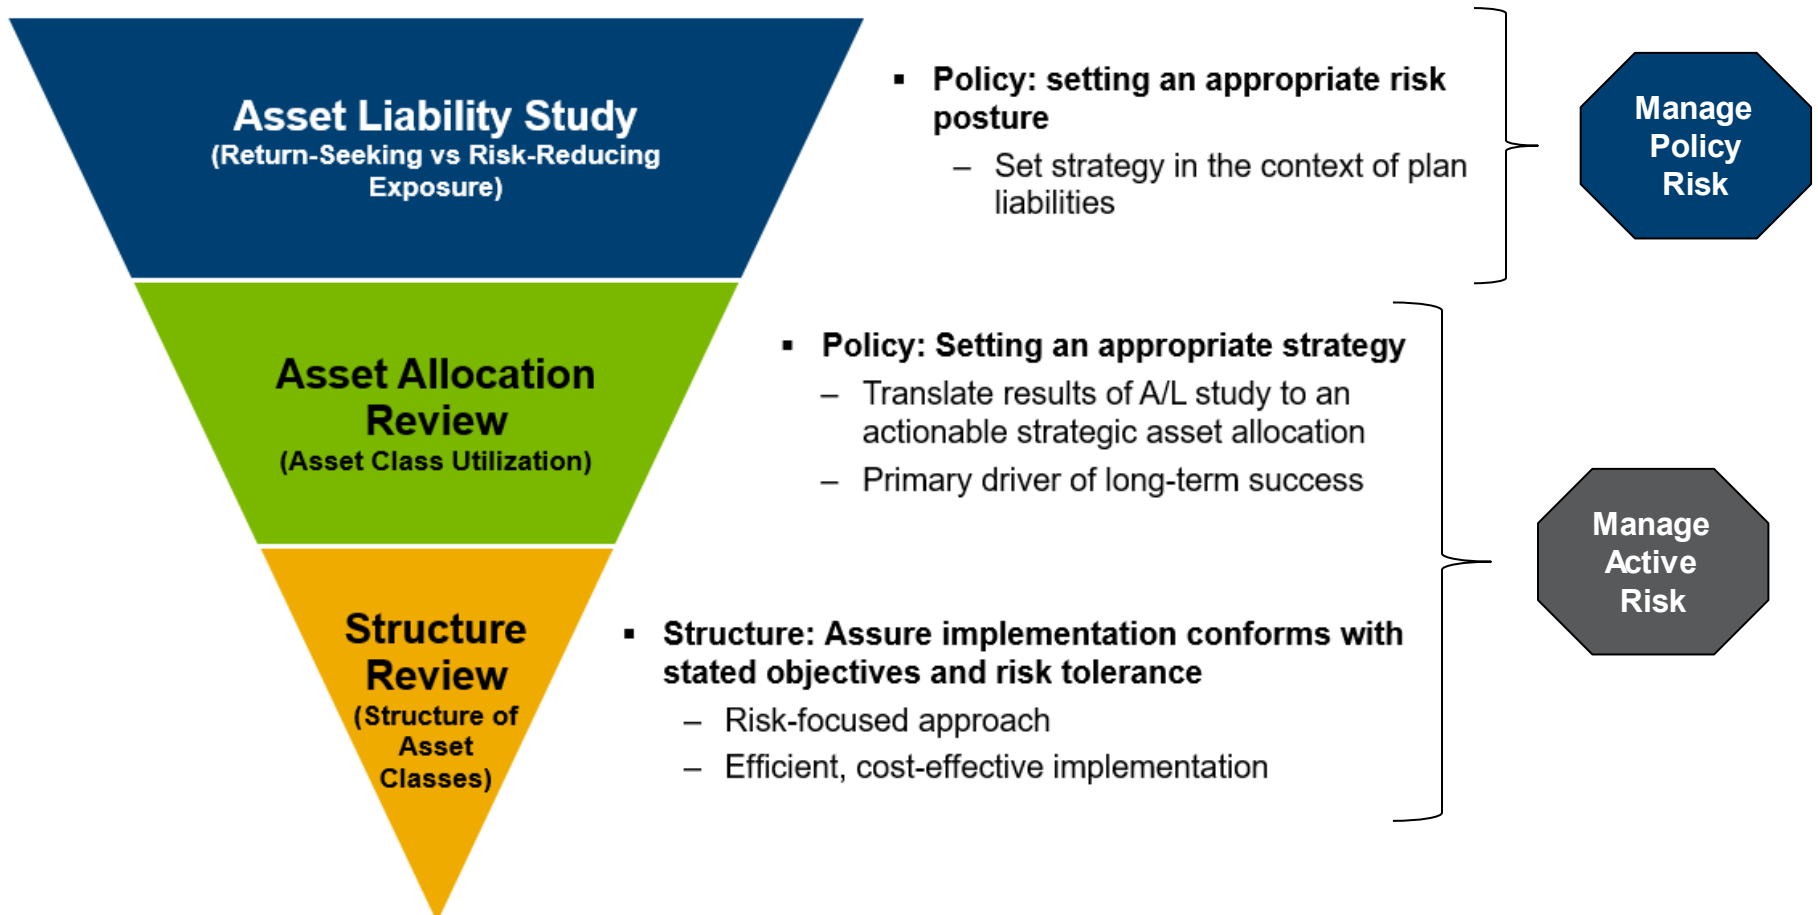 Asset Liability Study
(Return-Seeking vs Risk-Reducing
Exposure)
▪ Policy: setting an appropriate risk
posture
– Set strategy in the context of plan
liabilities
Manage
Policy
Risk
Asset Allocation
Review
(Asset Class Utilization)
▪ Policy: Setting an appropriate strategy
– Translate results of A/L study to an
actionable strategic asset allocation
– Primary driver of long-term success
Structure
Review
(Structure of
Asset
Classes)
▪ Structure: Assure implementation conforms with
stated objectives and risk tolerance
– Risk-focused approach
– Efficient, cost-effective implementation
Manage
Active
Risk